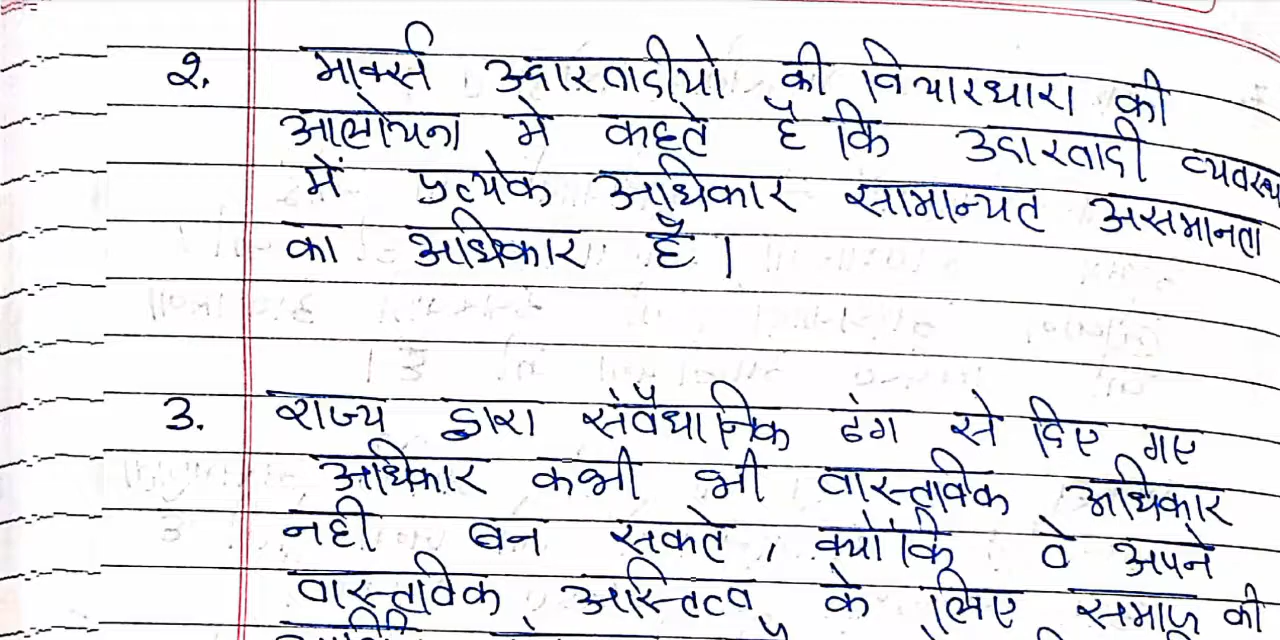 2. मार्क्स उदारवादीयो की विचारधारा की
आलोचना में कहते है कि उदारवादी व्यवस्था
में प्रत्येक अधिकार सामान्यत असमानता
का अधिकार है।
3. राज्य द्वारा संवैधानिक ढंग से दिए गए
अधिकार कभी भी वास्तविक अधिकार
नही बन सकते, क्योंकि वे अपने
वास्तविक अस्तित्व के लिए समाज की